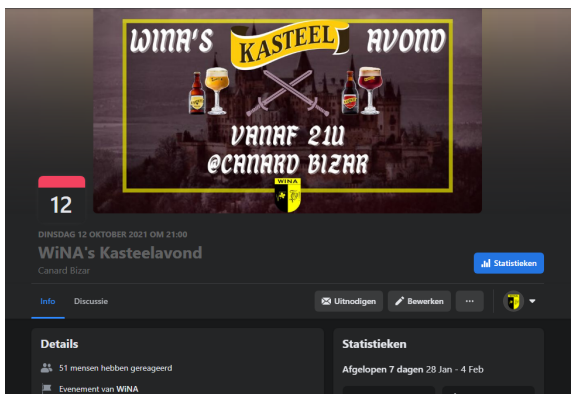 WINA'S KASTEEL AVOND
VANAF 21U
@CANARD BIZAR
WiNA
12
DINSDAG 12 OKTOBER 2021 OM 21:00
WiNA's Kasteelavond
Canard Bizar
Statistieken
Info Discussie Uitnodigen Bewerken ...
Details
51 mensen hebben gereageerd
Evenement van WiNA
Statistieken
Afgelopen 7 dagen 28 Jan - 4 Feb